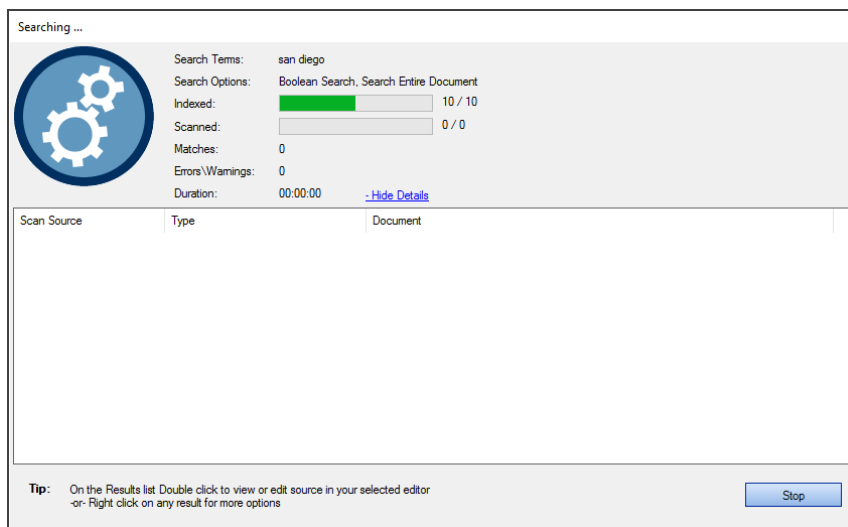 Searching ...
Search Terms: san diego
Search Options: Boolean Search, Search Entire Document
Indexed: 10 / 10
Scanned: 0 / 0
Matches: 0
Errors\Warnings: 0
Duration: 00:00:00 - Hide Details
Scan Source Type Document
Tip: On the Results list Double click to view or edit source in your selected editor
-or- Right click on any result for more options
Stop